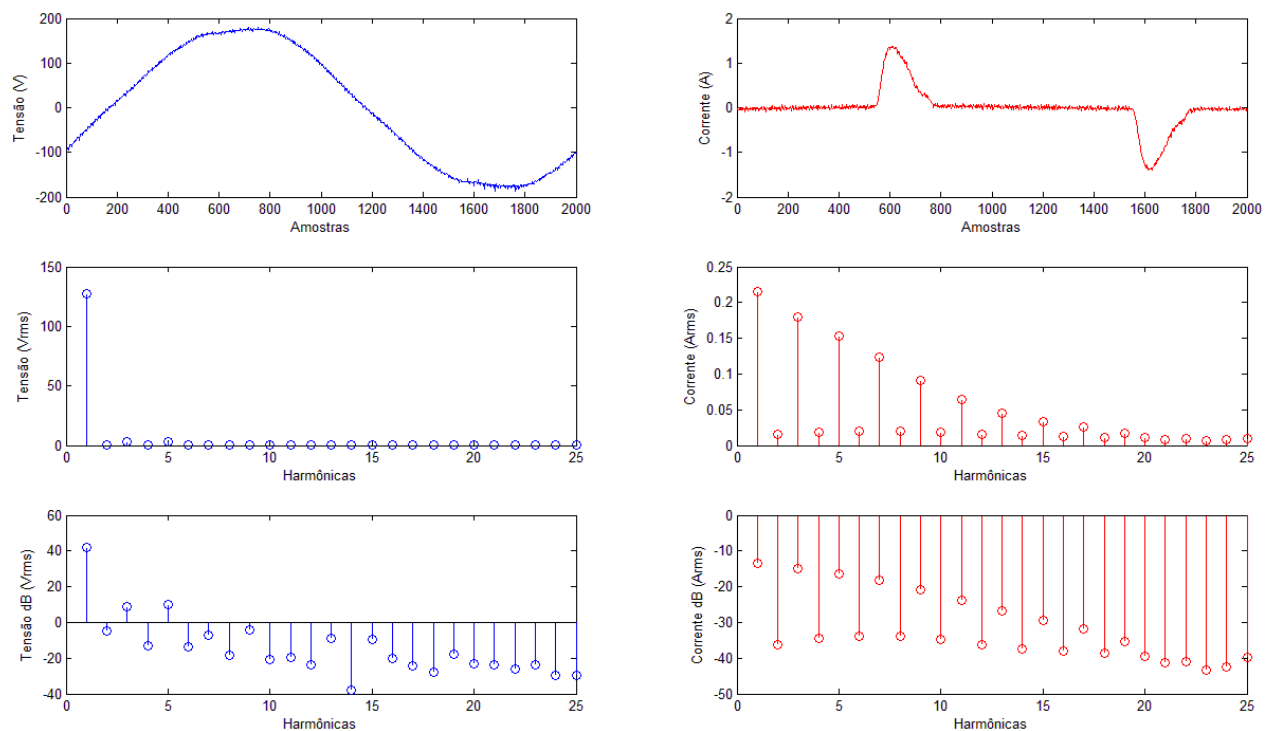 Tensão (V)
200
100
0
-100
-200
0 200 400 600 800 1000 1200 1400 1600 1800 2000
Amostras
Corrente (A)
2
1
0
-1
-2
0 200 400 600 800 1000 1200 1400 1600 1800 2000
Amostras
Tensão (Vrms)
150
100
50
0
0 5 10 15 20 25
Harmônicas
Corrente (Arms)
0.25
0.2
0.15
0.1
0.05
0
0 5 10 15 20 25
Harmônicas
Tensão dB (Vrms)
60
40
20
0
-20
-40
0 5 10 15 20 25
Harmônicas
Corrente dB (Arms)
0
-10
-20
-30
-40
-50
0 5 10 15 20 25
Harmônicas